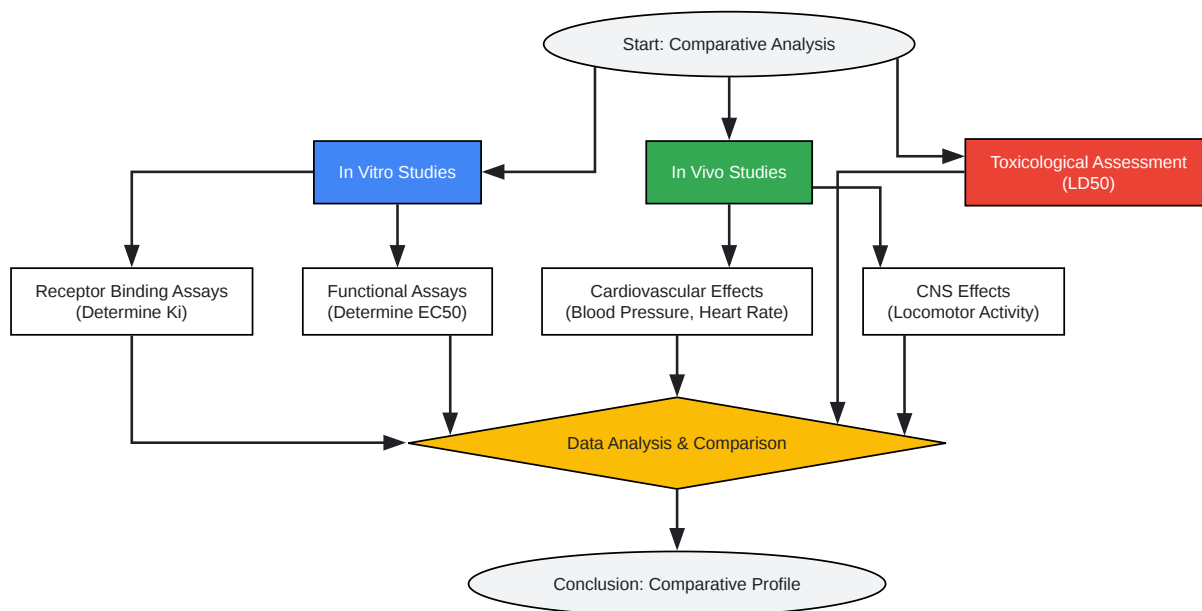 Start: Comparative Analysis
In Vitro Studies
In Vivo Studies
Toxicological Assessment
(LD50)
Receptor Binding Assays
(Determine Ki)
Functional Assays
(Determine EC50)
Cardiovascular Effects
(Blood Pressure, Heart Rate)
CNS Effects
(Locomotor Activity)
Data Analysis & Comparison
Conclusion: Comparative Profile